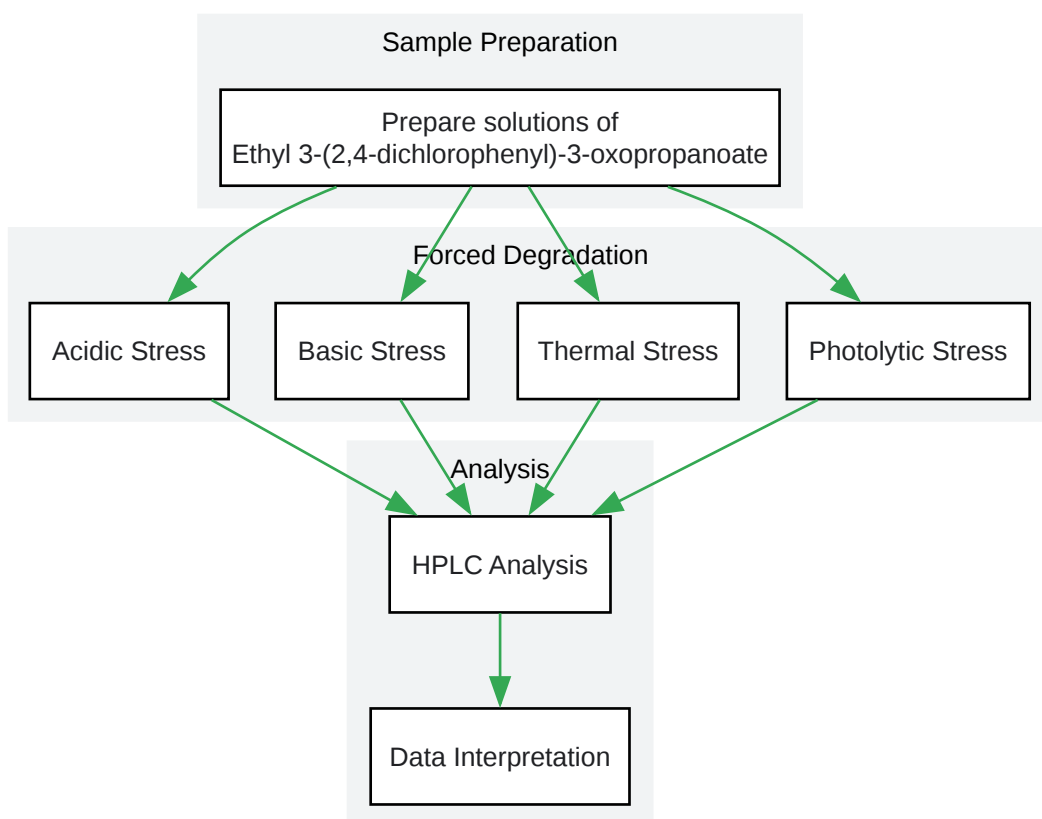 Sample Preparation
Prepare solutions of
Ethyl 3-(2,4-dichlorophenyl)-3-oxopropanoate
Forced Degradation
Acidic Stress
Basic Stress
Thermal Stress
Photolytic Stress
Analysis
HPLC Analysis
Data Interpretation